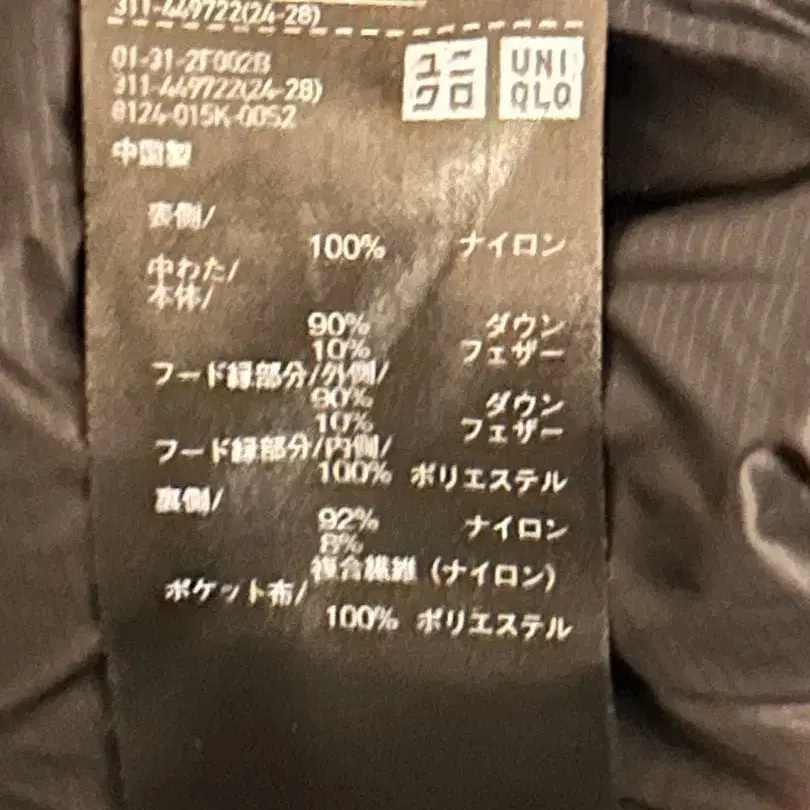 311-449722(24-28)
01-31-2F002B
311-449722(24-28)
8124-015K-0052
ユニ
クロ
UNI
QLO
中国製
表側/
100% ナイロン
中わた/
本体/
90% ダウン
10% フェザー
フード縁部分/外側/
90% ダウン
10% フェザー
フード縁部分/内側/
100% ポリエステル
裏側/
92% ナイロン
8%
複合繊維 (ナイロン)
ポケット布/
100% ポリエステル